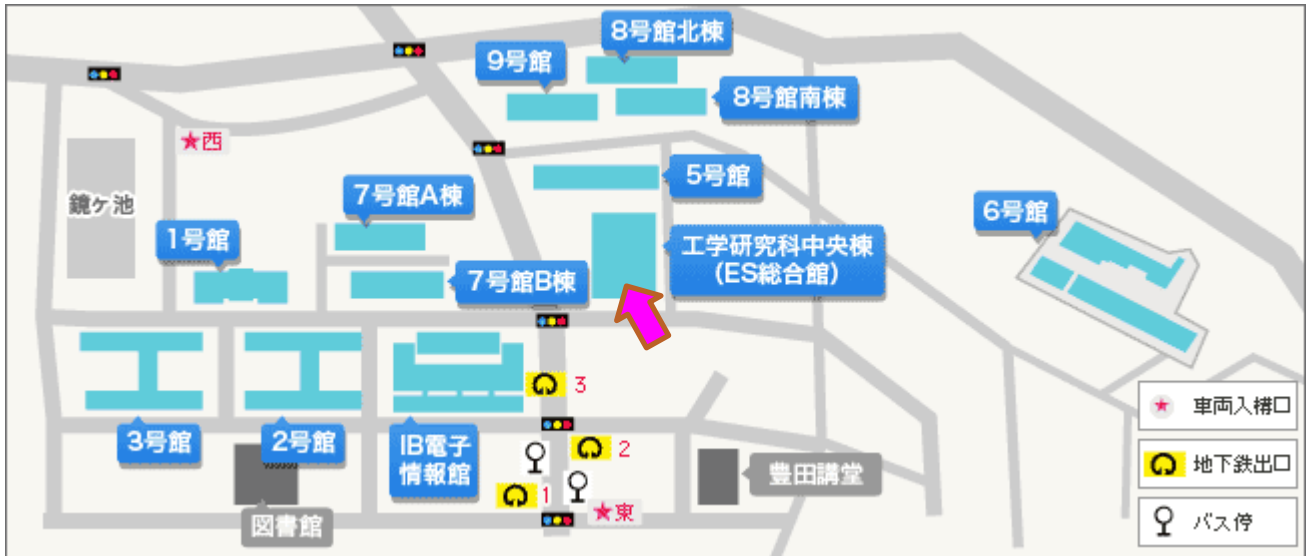 8号館北棟
9号館
8号館南棟
★西
5号館
7号館A棟
鏡ヶ池
6号館
1号館
工学研究科中央棟
(ES総合館)
7号館B棟
3
車両入構口
3号館
2号館
IB電子
情報館
2
地下鉄出口
豊田講堂
1
★東
図書館
バス停